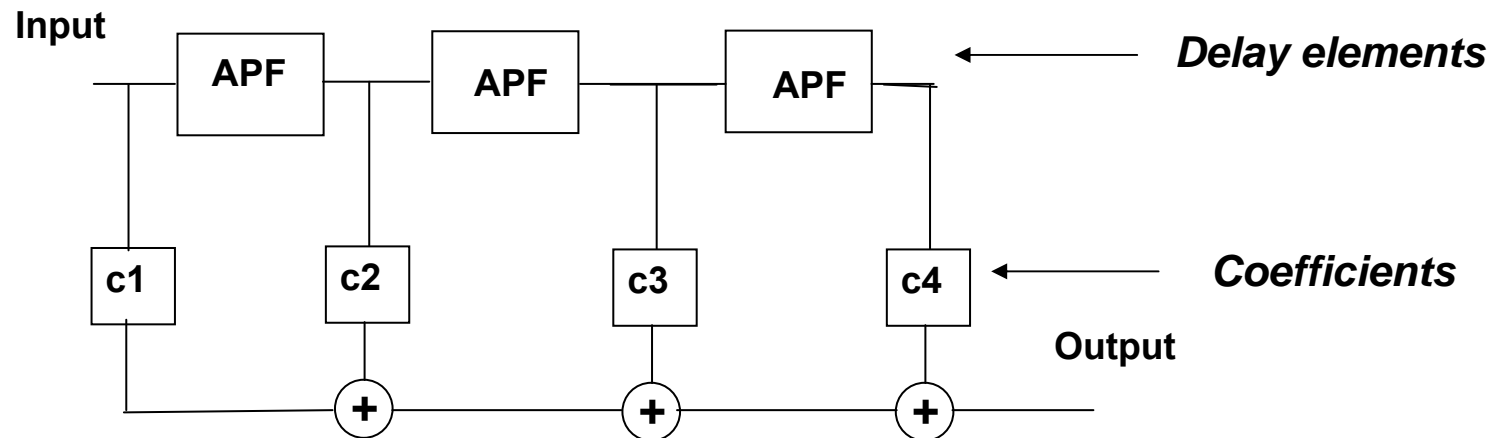 Input
APF
APF
APF
Delay elements
c1
c2
c3
c4
Coefficients
Output
+
+
+